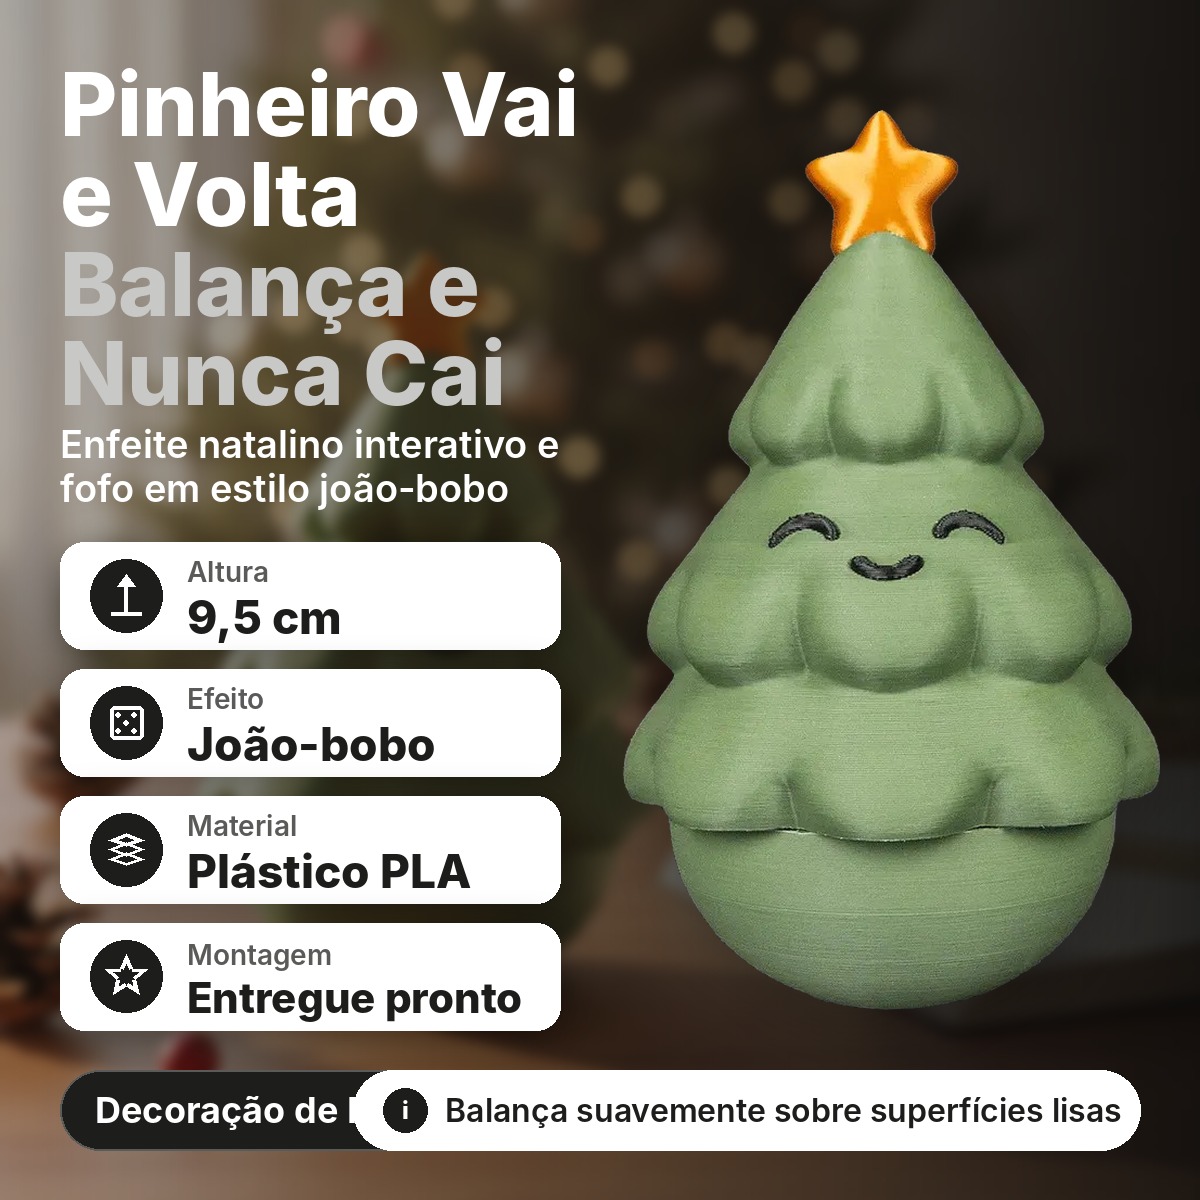 Pinheiro Vai
e Volta
Balança e
Nunca Cai
Enfeite natalino interativo e
fofo em estilo joão-bobo
Altura
9,5 cm
Efeito
João-bobo
Material
Plástico PLA
Montagem
Entregue pronto
Decoração de
i Balança suavemente sobre superfícies lisas